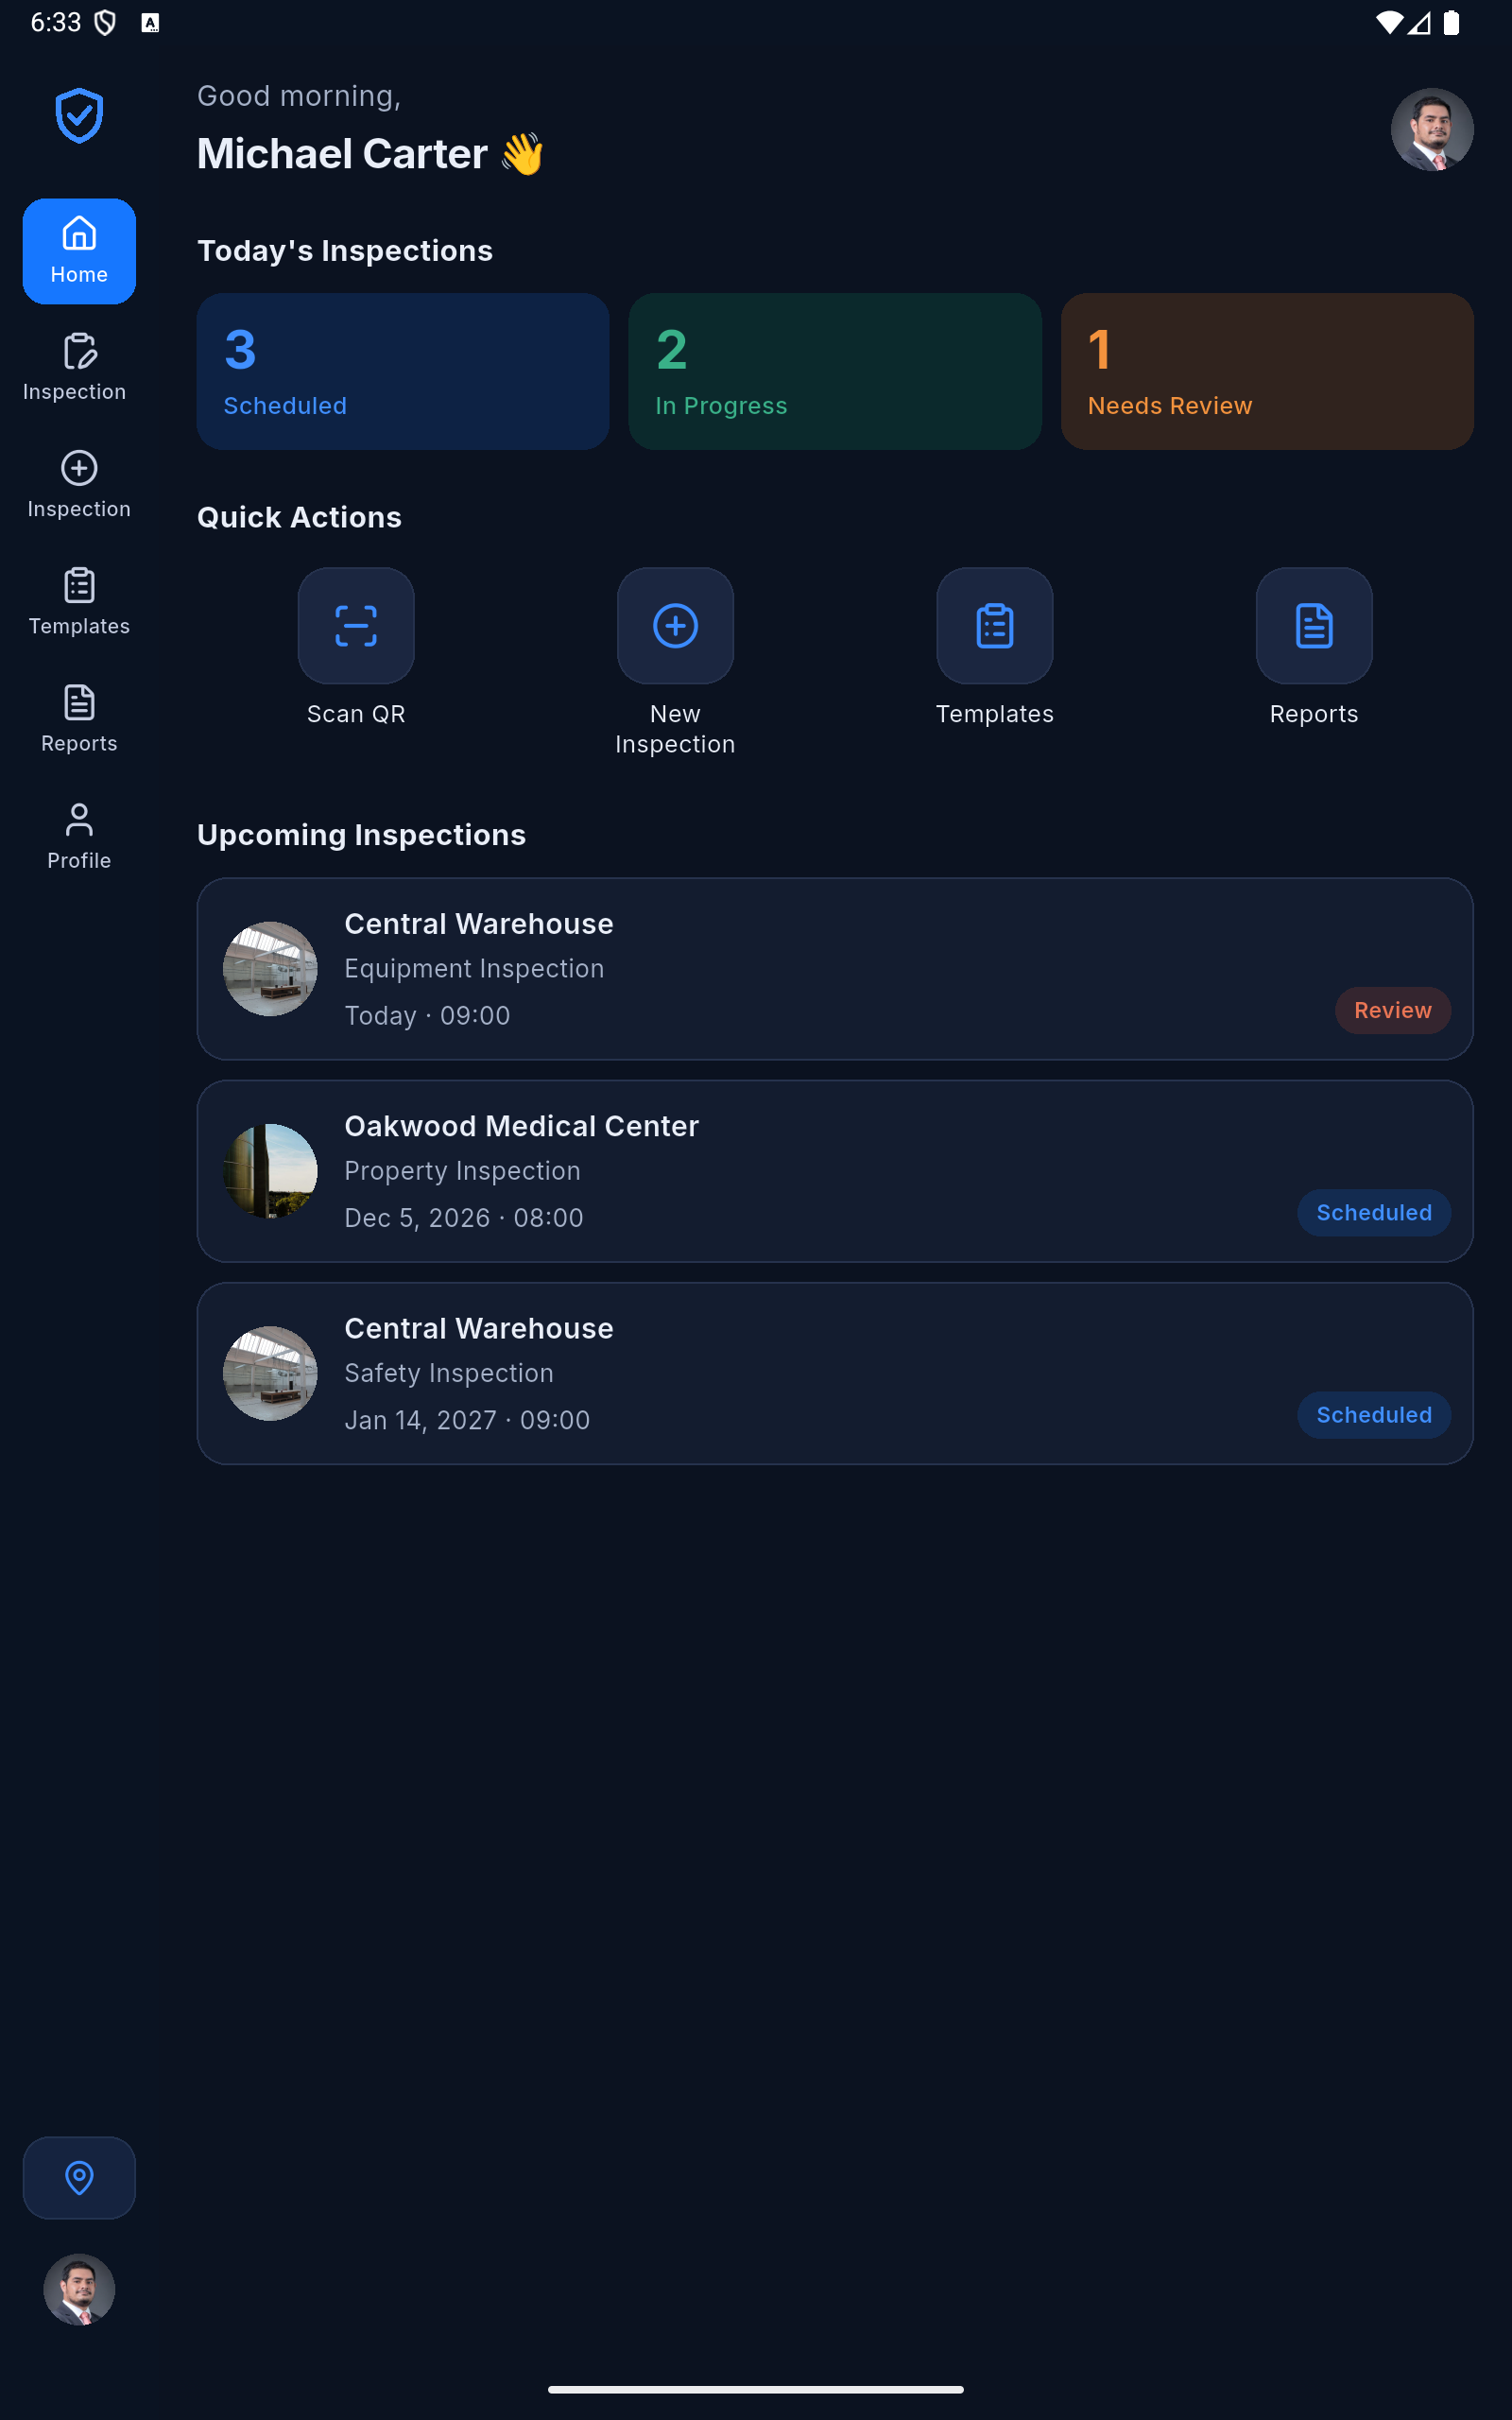 6:33
Good morning,
Michael Carter 👋
Home
Inspection
Inspection
Templates
Reports
Profile
Today's Inspections
3
Scheduled
2
In Progress
1
Needs Review
Quick Actions
Scan QR
New
Inspection
Templates
Reports
Upcoming Inspections
Central Warehouse
Equipment Inspection
Today · 09:00
Review
Oakwood Medical Center
Property Inspection
Dec 5, 2026 · 08:00
Scheduled
Central Warehouse
Safety Inspection
Jan 14, 2027 · 09:00
Scheduled